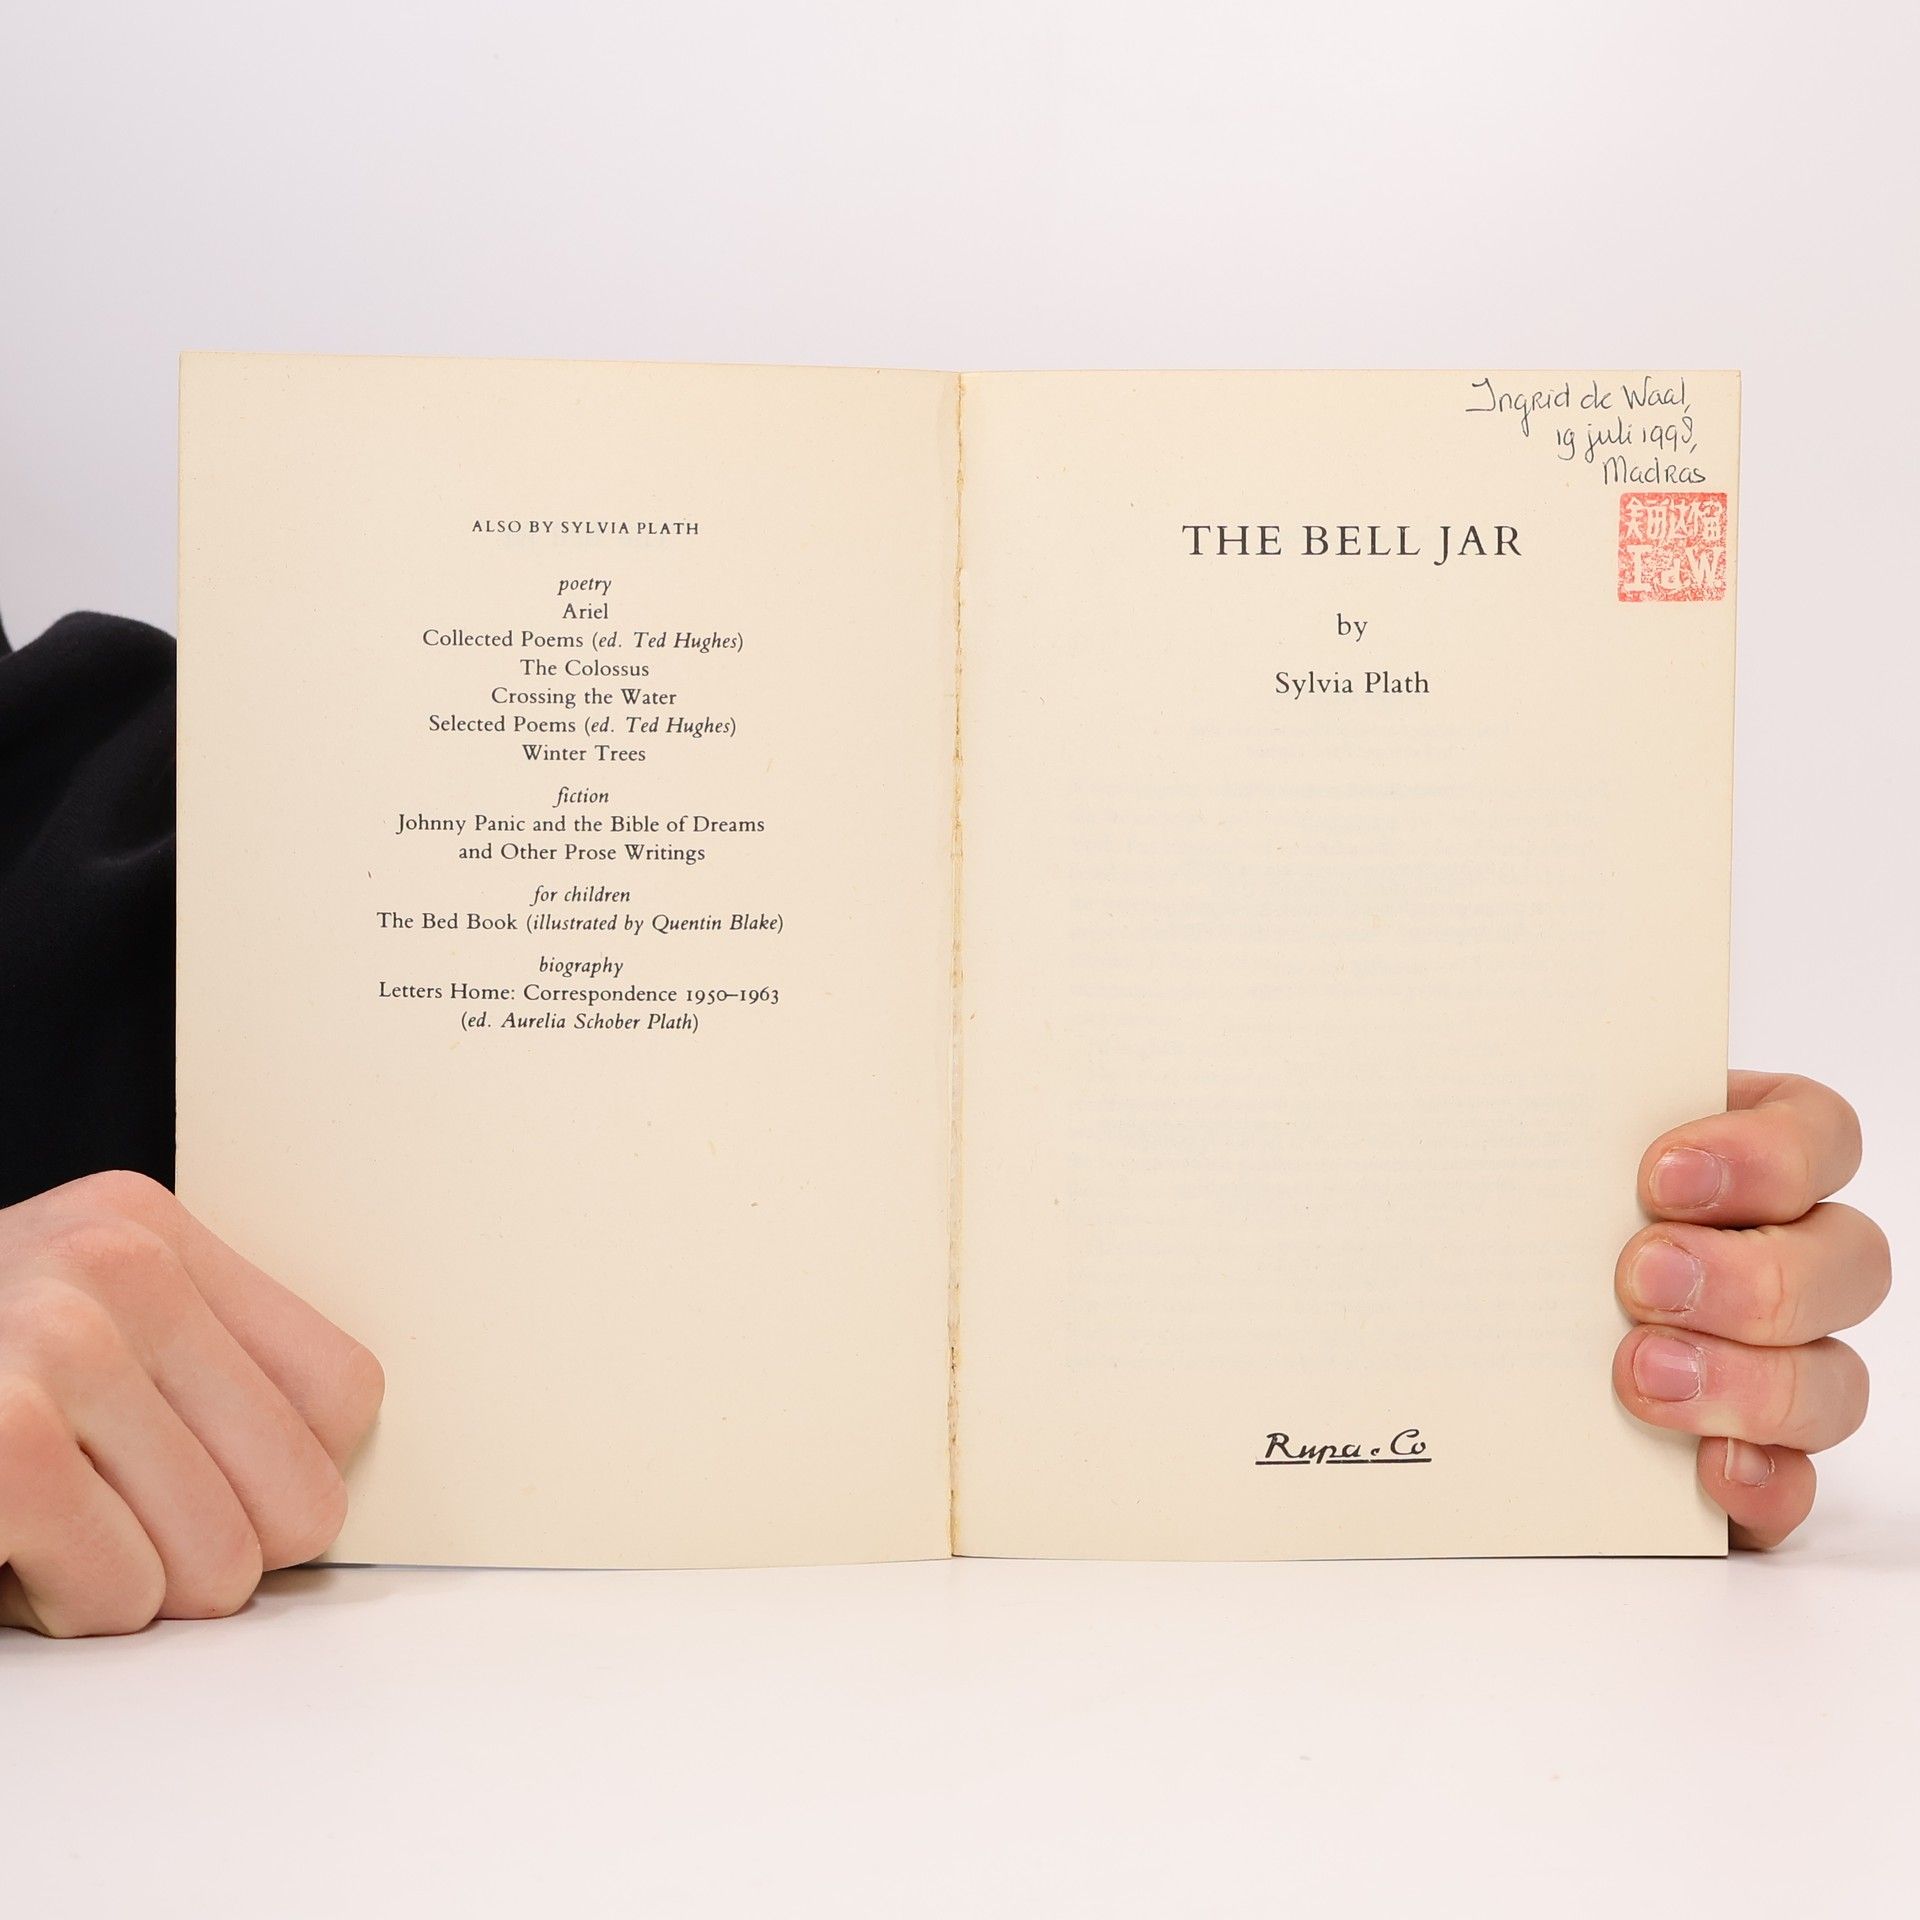 ALSO BY SYLVIA PLATH
poetry
Ariel
Collected Poems (ed. Ted Hughes)
The Colossus
Crossing the Water
Selected Poems (ed. Ted Hughes)
Winter Trees
fiction
Johnny Panic and the Bible of Dreams
and Other Prose Writings
for children
The Bed Book (illustrated by Quentin Blake)
biography
Letters Home: Correspondence 1950–1963
(ed. Aurelia Schober Plath)
Ingrid de Waal,
19 juli 1998,
Madras
IdW
THE BELL JAR
by
Sylvia Plath
Rupa . Co